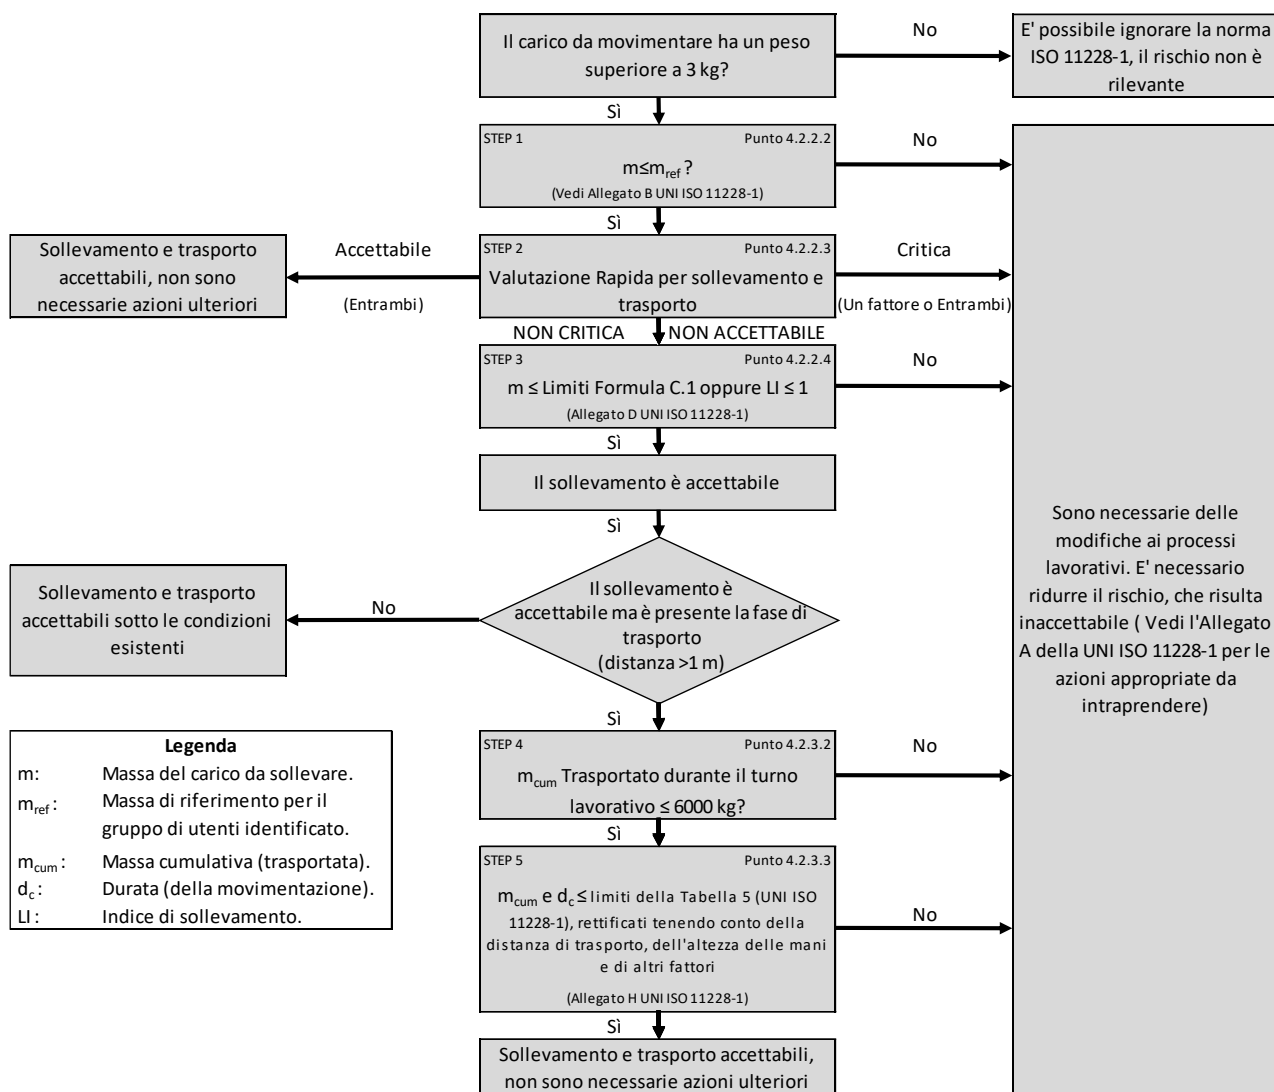 Il carico da movimentare ha un peso
superiore a 3 kg?
No
E' possibile ignorare la norma
ISO 11228-1, il rischio non è
rilevante
Sì
STEP 1 Punto 4.2.2.2
m≤mref ?
(Vedi Allegato B UNI ISO 11228-1)
No
Sì
Sollevamento e trasporto
accettabili, non sono
necessarie azioni ulteriori
Accettabile
(Entrambi)
STEP 2 Punto 4.2.2.3
Valutazione Rapida per sollevamento e
trasporto
Critica
(Un fattore o Entrambi)
NON CRITICA NON ACCETTABILE
STEP 3 Punto 4.2.2.4
m ≤ Limiti Formula C.1 oppure LI ≤ 1
(Allegato D UNI ISO 11228-1)
No
Sì
Il sollevamento è accettabile
Sì
Il sollevamento è
accettabile ma è presente la fase di
trasporto
(distanza >1 m)
No
Sollevamento e trasporto
accettabili sotto le condizioni
esistenti
Sono necessarie delle
modifiche ai processi
lavorativi. E' necessario
ridurre il rischio, che risulta
inaccettabile ( Vedi l'Allegato
A della UNI ISO 11228-1 per le
azioni appropriate da
intraprendere)
Sì
STEP 4 Punto 4.2.3.2
mcum Trasportato durante il turno
lavorativo ≤ 6000 kg?
No
Sì
STEP 5 Punto 4.2.3.3
mcum e dc ≤ limiti della Tabella 5 (UNI ISO
11228-1), rettificati tenendo conto della
distanza di trasporto, dell'altezza delle mani
e di altri fattori
(Allegato H UNI ISO 11228-1)
No
Sì
Sollevamento e trasporto accettabili,
non sono necessarie azioni ulteriori
Legenda
m: Massa del carico da sollevare.
mref : Massa di riferimento per il
gruppo di utenti identificato.
mcum : Massa cumulativa (trasportata).
dc : Durata (della movimentazione).
LI : Indice di sollevamento.